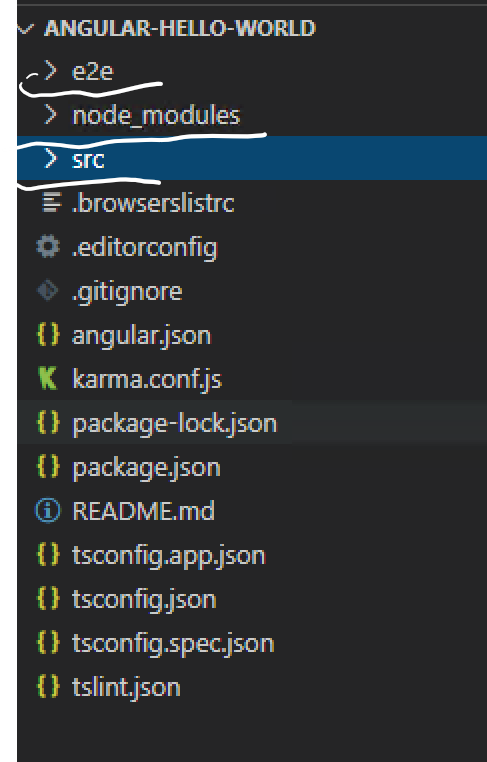 ANGULAR-HELLO-WORLD
e2e
node_modules
src
.browserslistrc
.editorconfig
.gitignore
angular.json
karma.conf.js
package-lock.json
package.json
README.md
tsconfig.app.json
tsconfig.json
tsconfig.spec.json
tslint.json